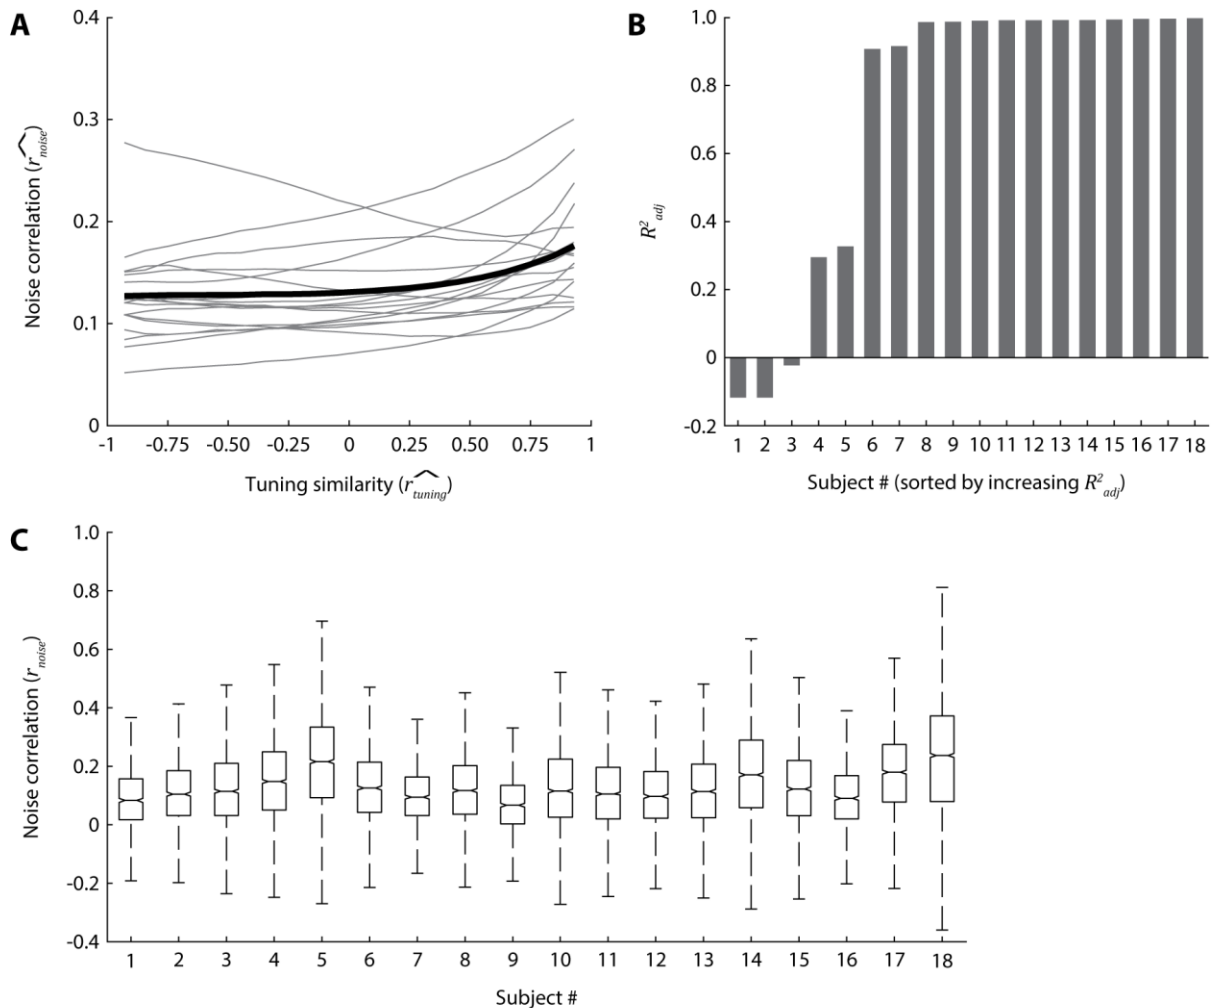 A
0.4
0.3
0.2
0.1
0
-1 -0.75 -0.50 -0.25 0 0.25 0.50 0.75 1
Noise correlation (r̂noise)
Tuning similarity (r̂tuning)
B
1.0
0.8
0.6
0.4
0.2
0
-0.2
R²adj
1 2 3 4 5 6 7 8 9 10 11 12 13 14 15 16 17 18
Subject # (sorted by increasing R²adj)
C
1.0
0.8
0.6
0.4
0.2
0
-0.2
-0.4
Noise correlation (rnoise)
1 2 3 4 5 6 7 8 9 10 11 12 13 14 15 16 17 18
Subject #